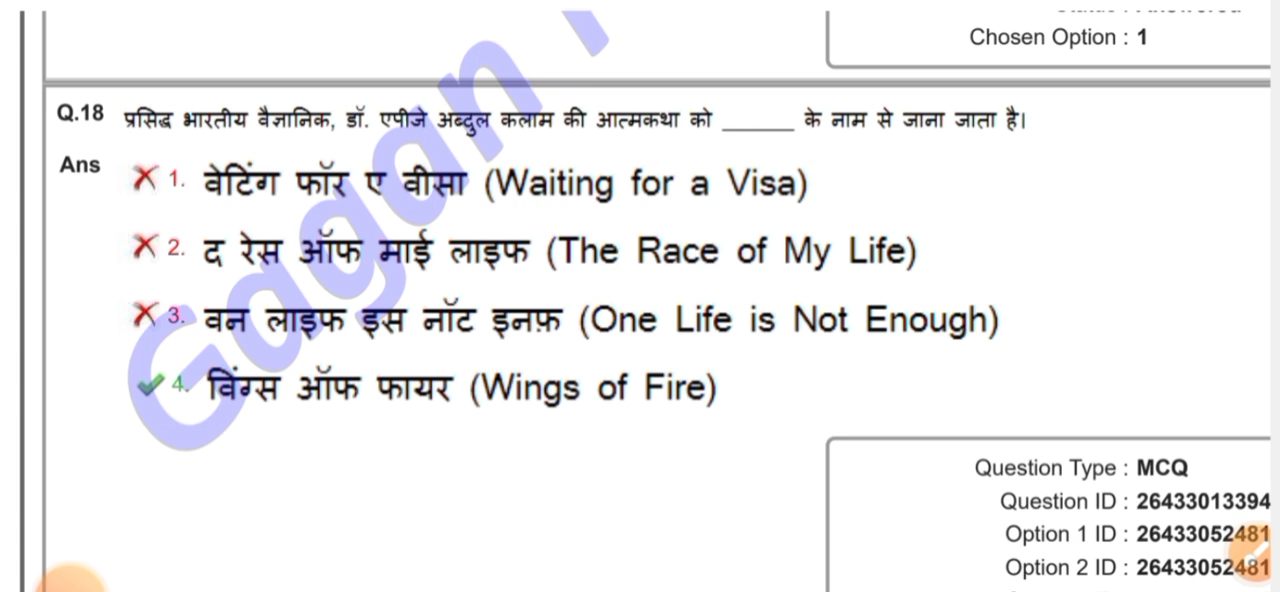 Chosen Option : 1
Q.18 प्रसिद्ध भारतीय वैज्ञानिक, डॉ. एपीजे अब्दुल कलाम की आत्मकथा को ______ के नाम से जाना जाता है।
Ans 1. वेटिंग फॉर ए वीसा (Waiting for a Visa)
2. द रेस ऑफ माई लाइफ (The Race of My Life)
3. वन लाइफ इस नॉट इनफ़ (One Life is Not Enough)
4. विंग्स ऑफ फायर (Wings of Fire)
Gagan
Question Type : MCQ
Question ID : 26433013394
Option 1 ID : 26433052481
Option 2 ID : 26433052481